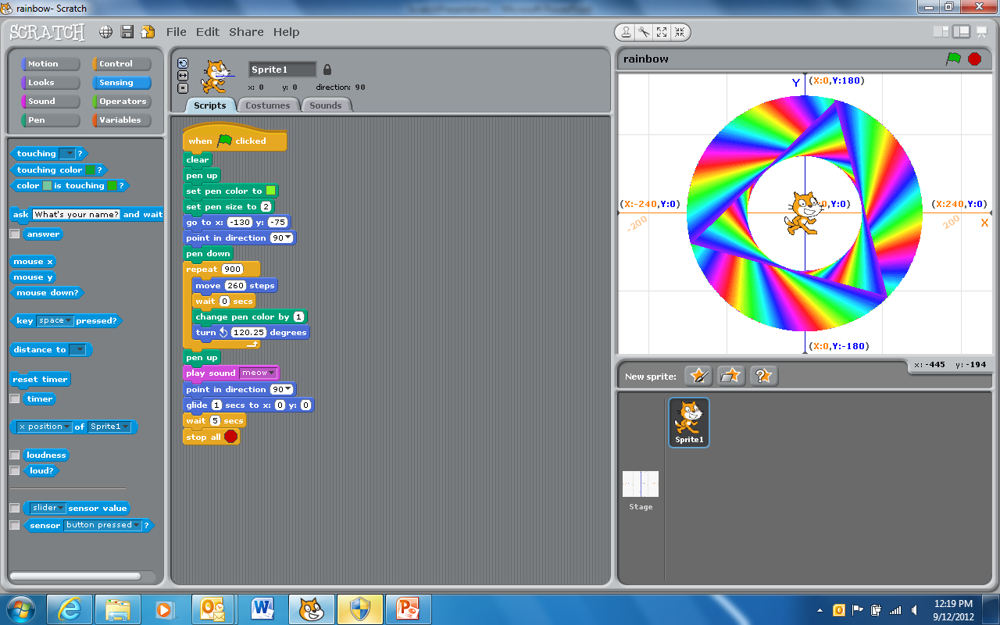 rainbow- Scratch
SCRATCH File Edit Share Help
Motion Control
Looks Sensing
Sound Operators
Pen Variables
touching ?
touching color ?
color is touching ?
ask What's your name? and wait
answer
mouse x
mouse y
mouse down?
key space pressed?
distance to
reset timer
timer
x position of Sprite1
loudness
loud?
slider sensor value
sensor button pressed ?
Sprite1
x: 0 y: 0 direction: 90
Scripts Costumes Sounds
when clicked
clear
pen up
set pen color to
set pen size to 2
go to x: -130 y: -75
point in direction 90
pen down
repeat 900
move 260 steps
wait 0 secs
change pen color by 1
turn 120.25 degrees
pen up
play sound meow
point in direction 90
glide 1 secs to x: 0 y: 0
wait 5 secs
stop all
rainbow
Y (X:0,Y:180)
(X:-240,Y:0) ,Y:0) (X:240,Y:0)
-200 200 X
(X:0,Y:-180)
x: -445 y: -194
New sprite:
Sprite1
Stage
12:19 PM
9/12/2012